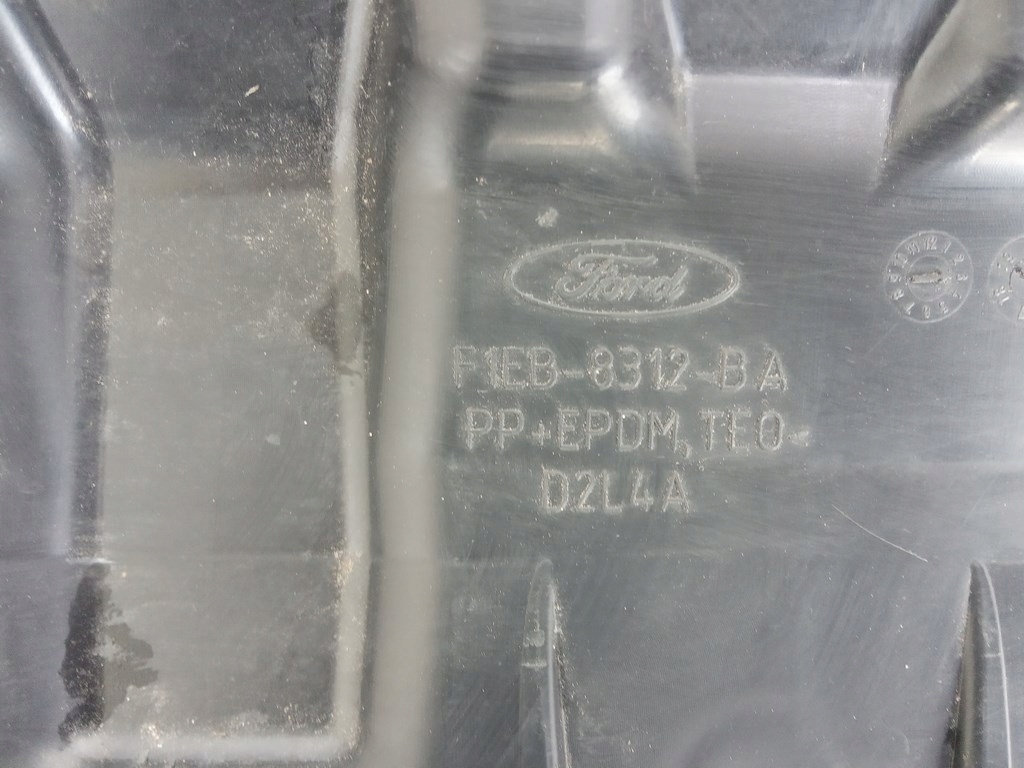 Ford
F1EB-8312-BA
PP+EPDM,TEO
D2L4A